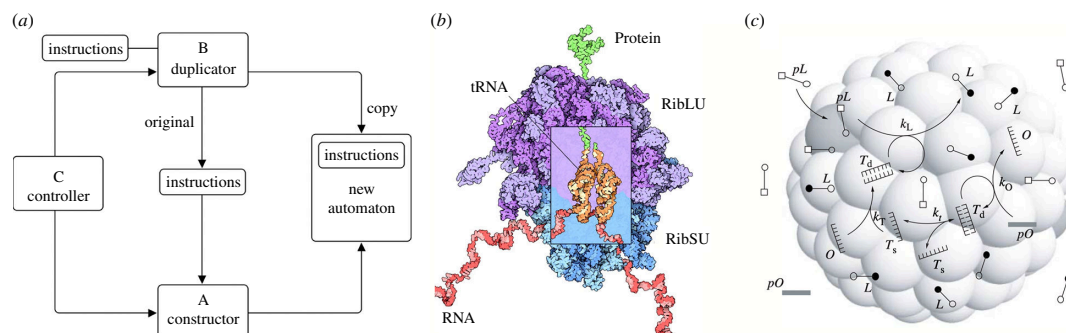 (a)
instructions
B
duplicator
original
copy
C
controller
instructions
instructions
new
automaton
A
constructor
(b)
Protein
tRNA
RibLU
RibSU
RNA
(c)
pL
pL
L
L
kL
O
Td
kO
L
kT
kt
Td
O
Ts
Ts
pO
L
L
pO